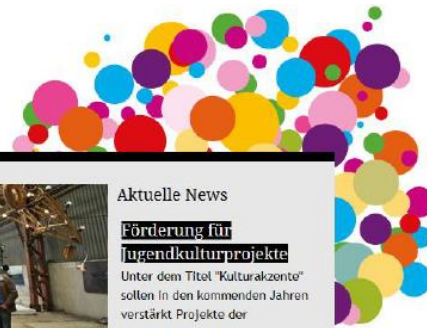 Aktuelle News
Förderung für
Jugendkulturprojekte
Unter dem Titel "Kulturakzente"
sollen in den kommenden Jahren
verstärkt Projekte der